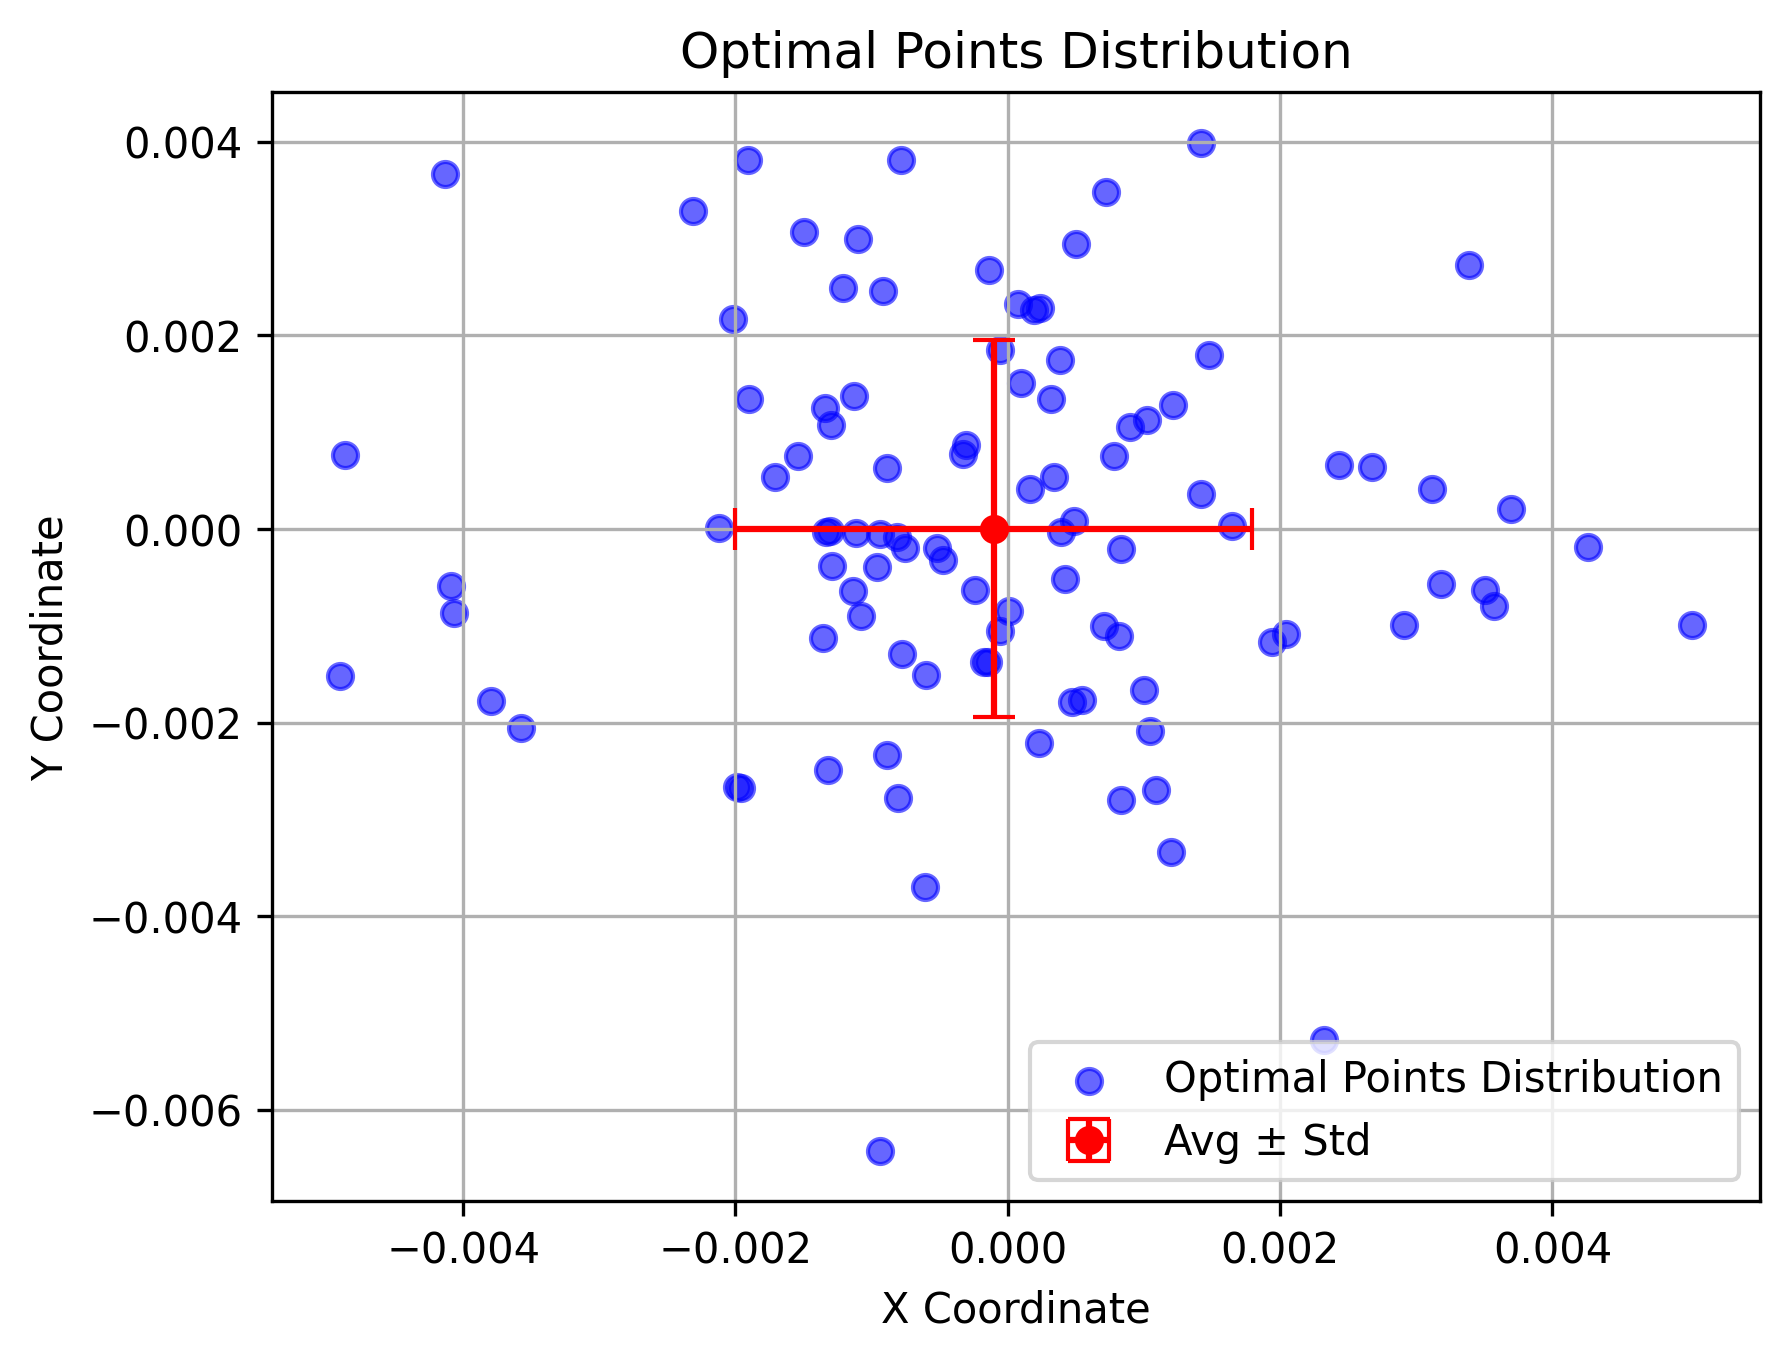 Optimal Points Distribution
Y Coordinate
0.004
0.002
0.000
−0.002
−0.004
−0.006
−0.004
−0.002
0.000
0.002
0.004
X Coordinate
Optimal Points Distribution
Avg ± Std